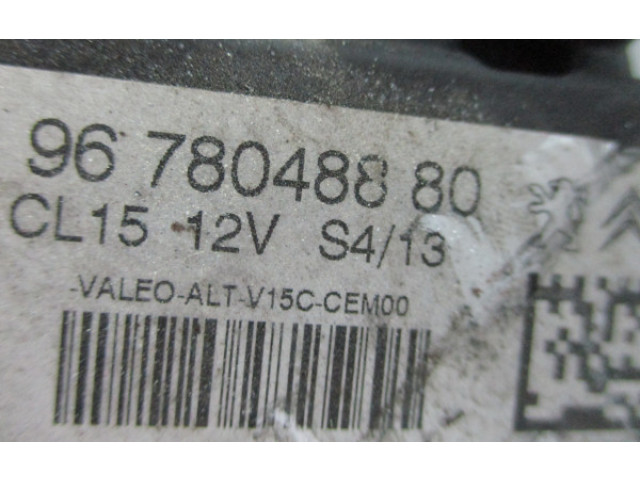 96 780488 80
CL15 12V S4/13
-VALEO-ALT-V15C-CEM00